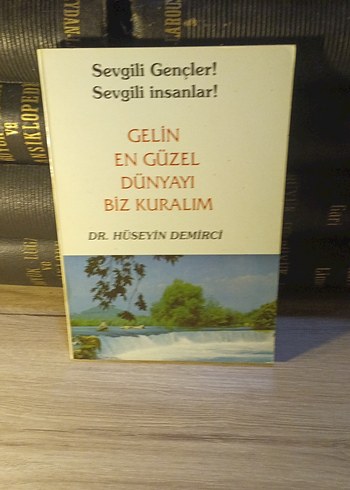 Sevgili Gençler!
Sevgili insanlar!
GELİN
EN GÜZEL
DÜNYAYI
BİZ KURALIM
DR. HÜSEYİN DEMİRCİ